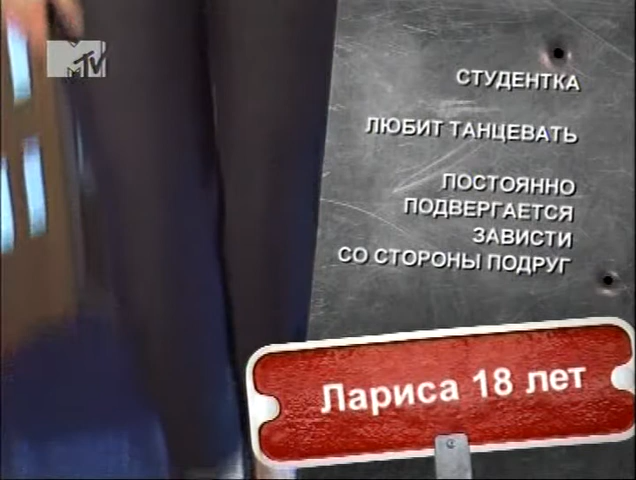 MTV
СТУДЕНТКА
ЛЮБИТ ТАНЦЕВАТЬ
ПОСТОЯННО
ПОДВЕРГАЕТСЯ
ЗАВИСТИ
СО СТОРОНЫ ПОДРУГ
Лариса 18 лет